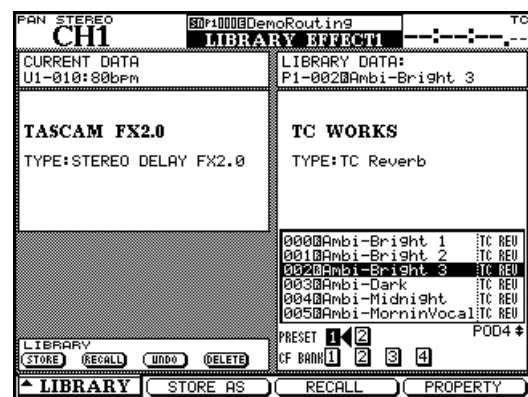 PAN STEREO
CH1
P1000DemoRouting
TC
LIBRARY EFFECT1
--:--:--.--
CURRENT DATA
U1-010:80bpm
LIBRARY DATA:
P1-002Ambi-Bright 3
TASCAM FX2.0
TYPE:STEREO DELAY FX2.0
TC WORKS
TYPE:TC Reverb
000Ambi-Bright 1 TC REV
001Ambi-Bright 2 TC REV
002Ambi-Bright 3 TC REV
003Ambi-Dark TC REV
004Ambi-Midnight TC REV
005Ambi-MorninVocal TC REV
PRESET 1 2 POD4
CF BANK 1 2 3 4
LIBRARY
STORE RECALL UNDO DELETE
LIBRARY STORE AS RECALL PROPERTY